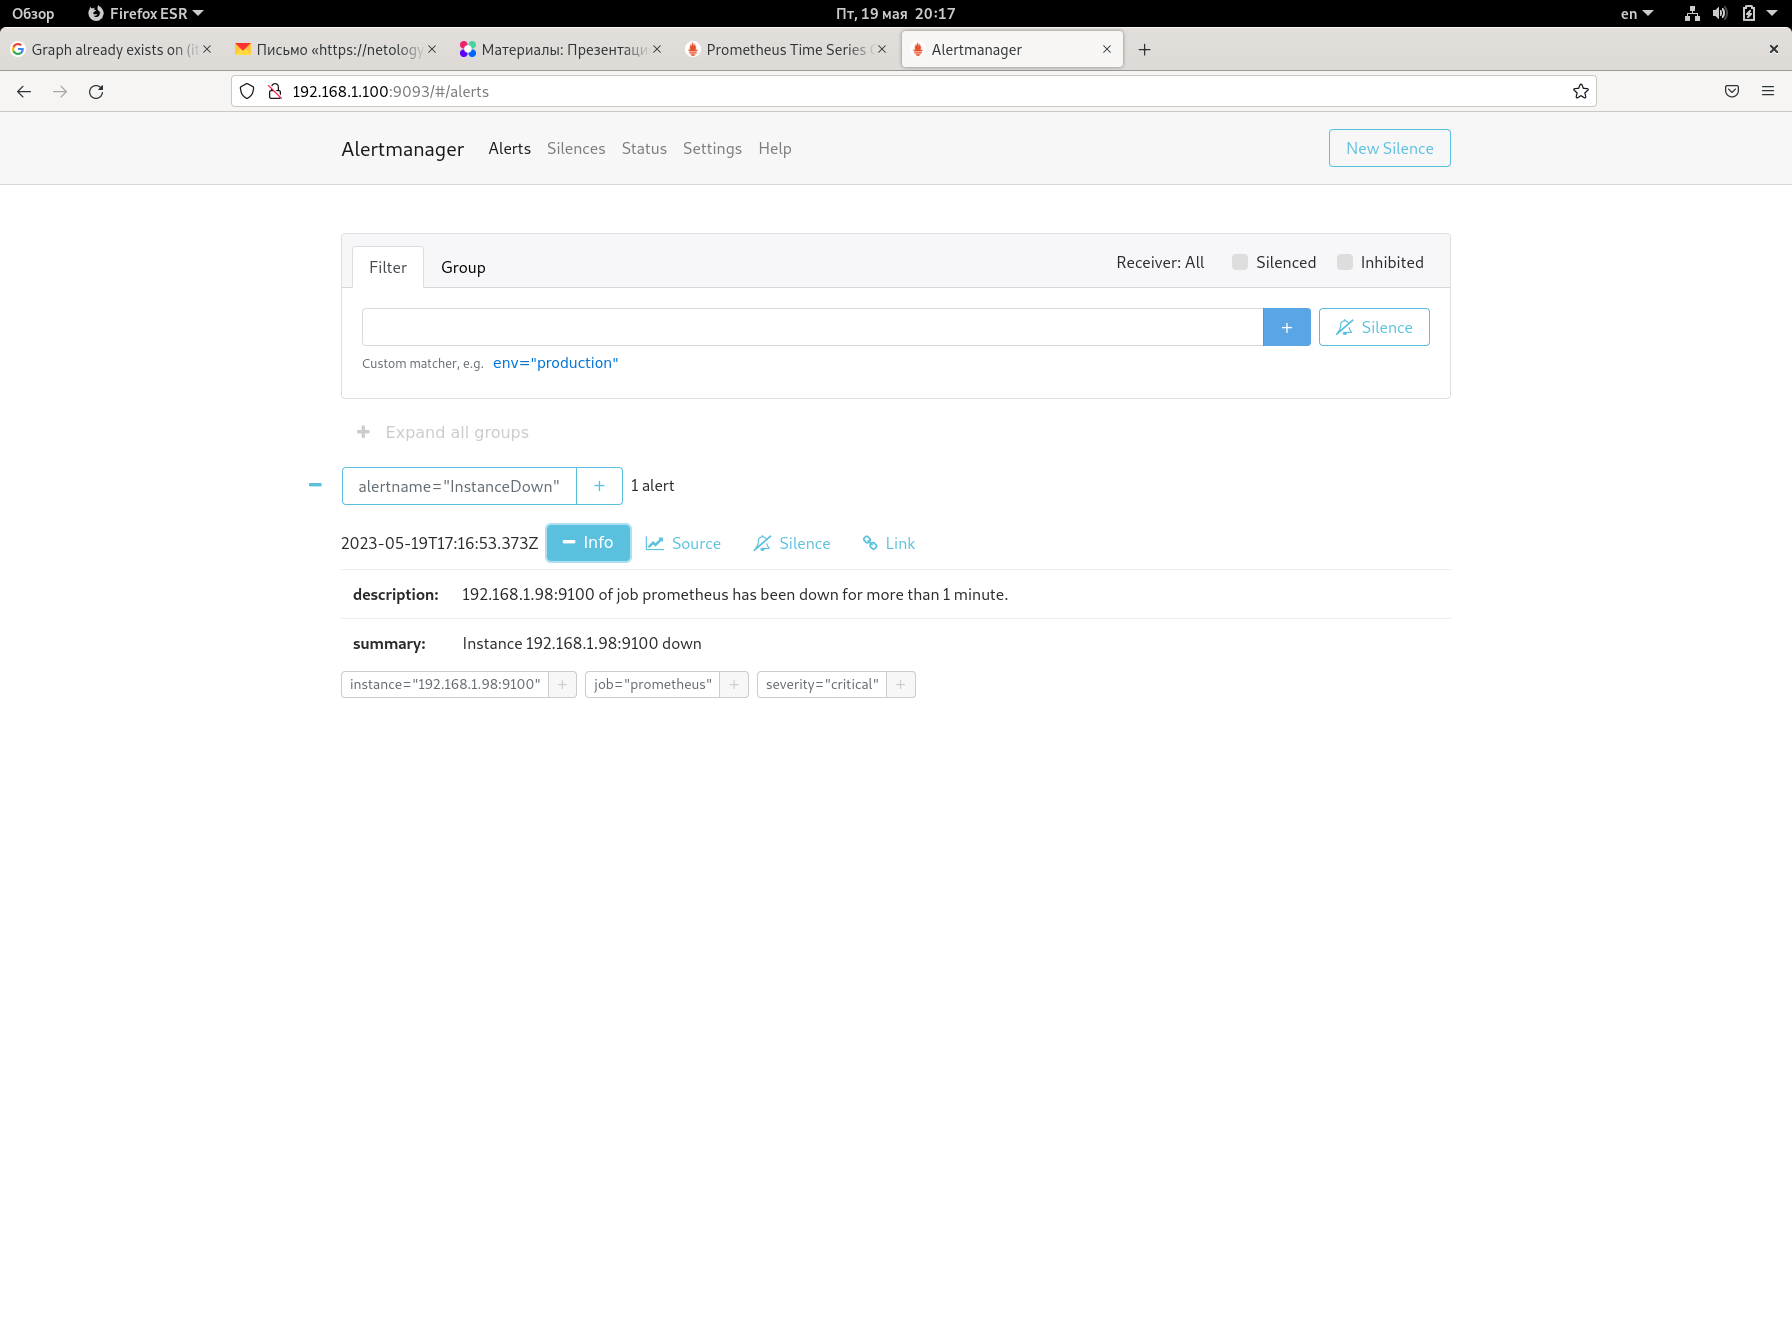 Обзор Firefox ESR Пт, 19 мая 20:17 en
Graph already exists on (it Письмо «https://netology Материалы: Презентаци Prometheus Time Series Alertmanager
192.168.1.100:9093/#/alerts
Alertmanager Alerts Silences Status Settings Help New Silence
Filter Group Receiver: All Silenced Inhibited
+ Silence
Custom matcher, e.g. env="production"
+ Expand all groups
alertname="InstanceDown" + 1 alert
2023-05-19T17:16:53.373Z Info Source Silence Link
description: 192.168.1.98:9100 of job prometheus has been down for more than 1 minute.
summary: Instance 192.168.1.98:9100 down
instance="192.168.1.98:9100" + job="prometheus" + severity="critical" +